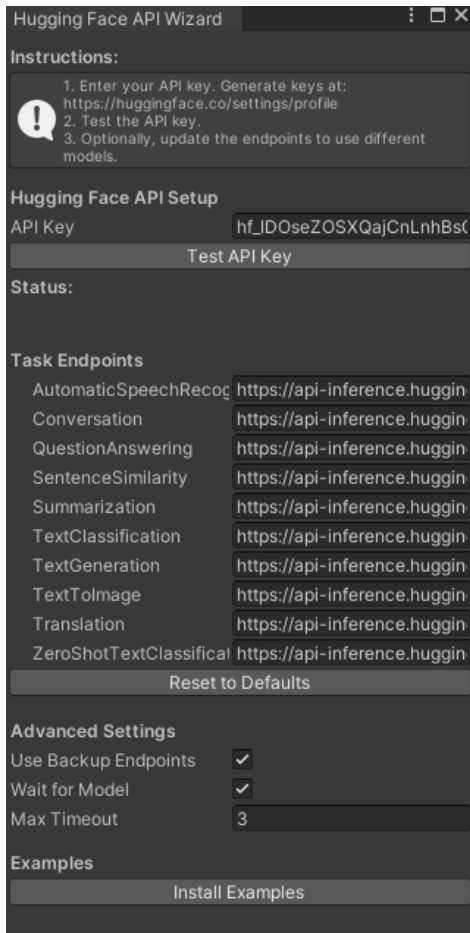 Hugging Face API Wizard
Instructions:
1. Enter your API key. Generate keys at:
https://huggingface.co/settings/profile
2. Test the API key.
3. Optionally, update the endpoints to use different
models.
Hugging Face API Setup
API Key hf_IDOseZOSXQajCnLnhBs
Test API Key
Status:
Task Endpoints
AutomaticSpeechRecog https://api-inference.huggin
Conversation https://api-inference.huggin
QuestionAnswering https://api-inference.huggin
SentenceSimilarity https://api-inference.huggin
Summarization https://api-inference.huggin
TextClassification https://api-inference.huggin
TextGeneration https://api-inference.huggin
TextToImage https://api-inference.huggin
Translation https://api-inference.huggin
ZeroShotTextClassificat https://api-inference.huggin
Reset to Defaults
Advanced Settings
Use Backup Endpoints
Wait for Model
Max Timeout 3
Examples
Install Examples